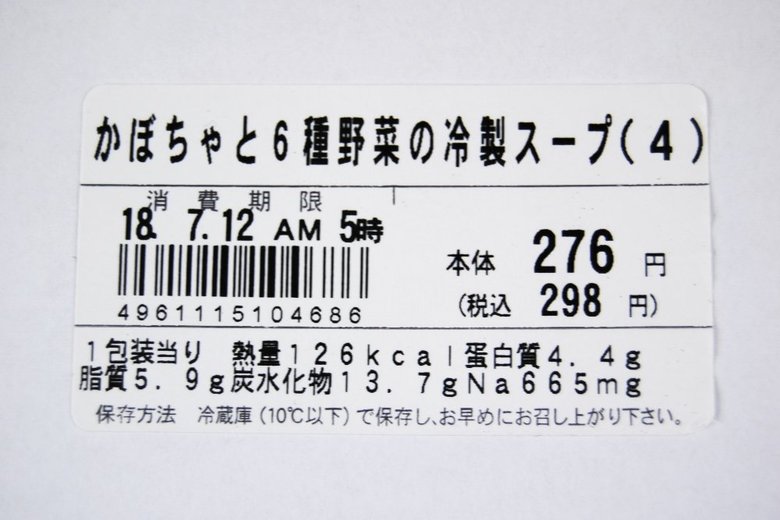 かぼちゃと6種野菜の冷製スープ(4)
消費期限
18. 7.12 AM 5時
4961115104686
本体 276 円
(税込 298 円)
1包装当り 熱量126kcal蛋白質4.4g
脂質5.9g炭水化物13.7gNa665mg
保存方法 冷蔵庫(10℃以下)で保存し、お早めにお召し上がり下さい。